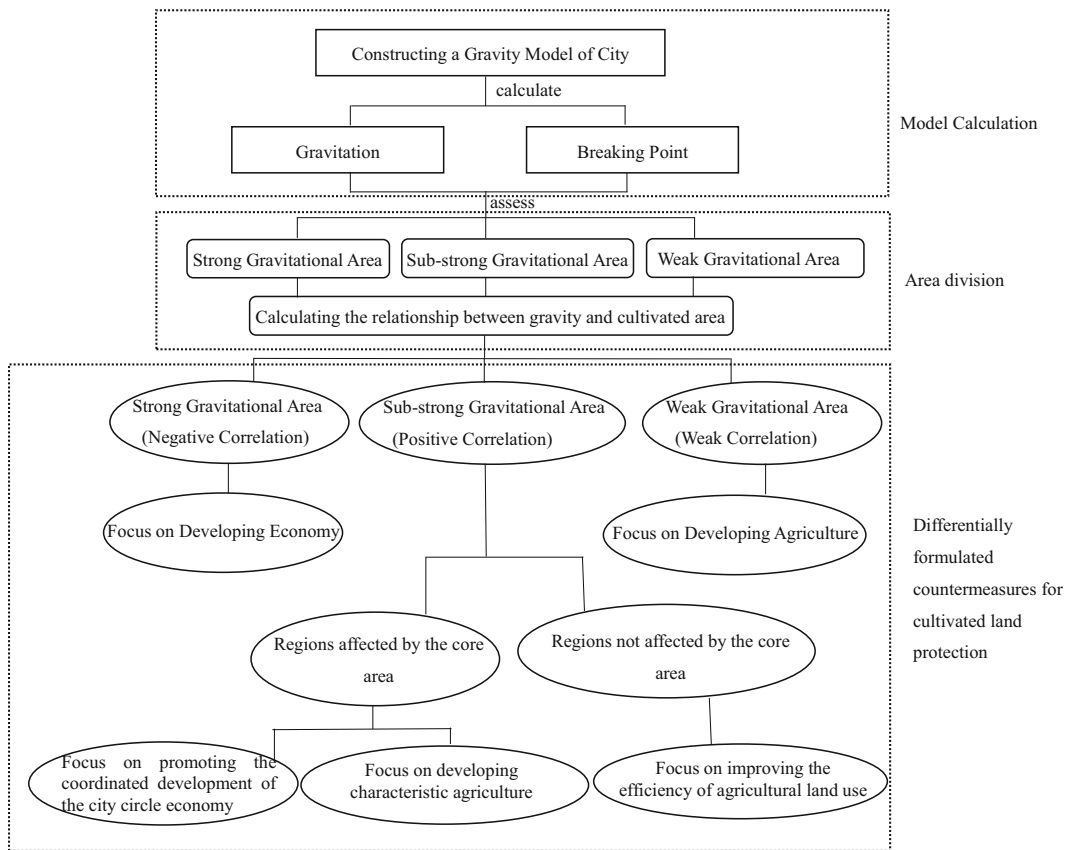 Constructing a Gravity Model of City
calculate
Gravitation
Breaking Point
Model Calculation
assess
Strong Gravitational Area
Sub-strong Gravitational Area
Weak Gravitational Area
Calculating the relationship between gravity and cultivated area
Area division
Strong Gravitational Area
(Negative Correlation)
Sub-strong Gravitational Area
(Positive Correlation)
Weak Gravitational Area
(Weak Correlation)
Focus on Developing Economy
Focus on Developing Agriculture
Regions affected by the core
area
Regions not affected by the core
area
Focus on promoting the
coordinated development of
the city circle economy
Focus on developing
characteristic agriculture
Focus on improving the
efficiency of agricultural land use
Differentially
formulated
countermeasures for
cultivated land
protection